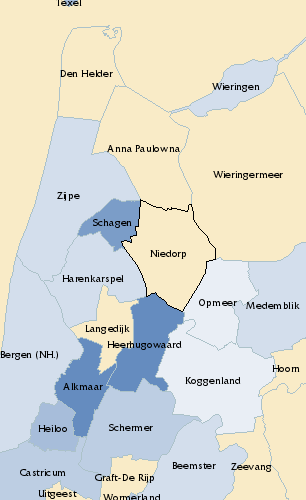 Texel
Den Helder
Wieringen
Anna Paulowna
Wieringermeer
Zijpe
Schagen
Niedorp
Harenkarspel
Opmeer
Medemblik
Langedijk
Heerhugowaard
Bergen (NH.)
Hoorn
Alkmaar
Koggenland
Heiloo
Schermer
Beemster
Zeevang
Castricum
Graft-De Rijp
Uitgeest
Wormerland